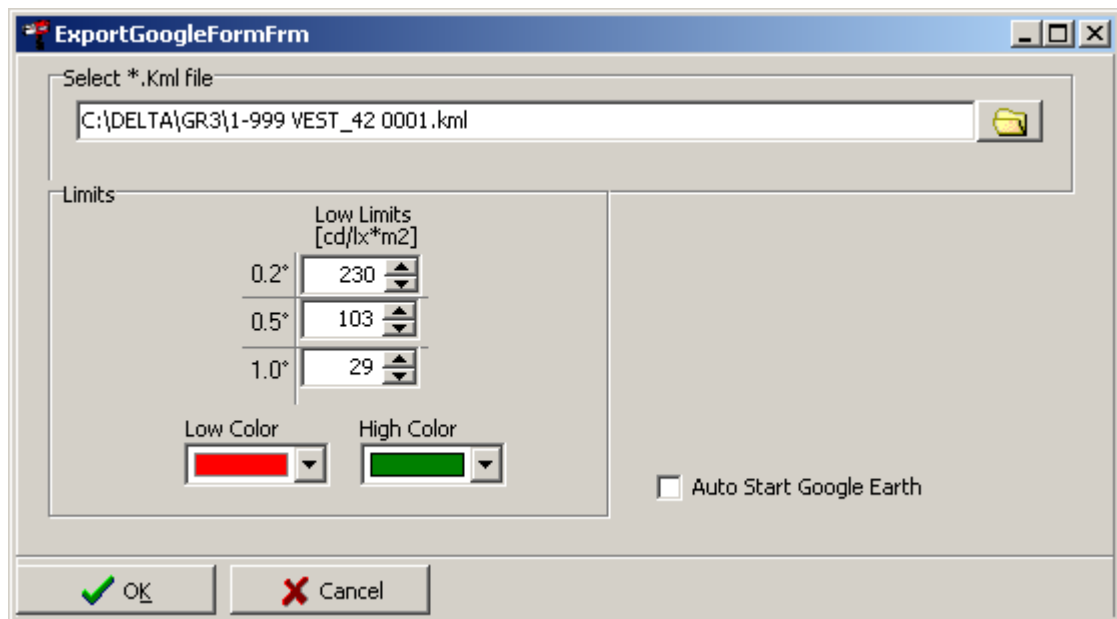 ExportGoogleFormFrm
Select *.Kml file
C:\DELTA\GR3\1-999 VEST_42 0001.kml
Limits
Low Limits
[cd/lx*m2]
0.2° 230
0.5° 103
1.0° 29
Low Color High Color
Auto Start Google Earth
OK Cancel